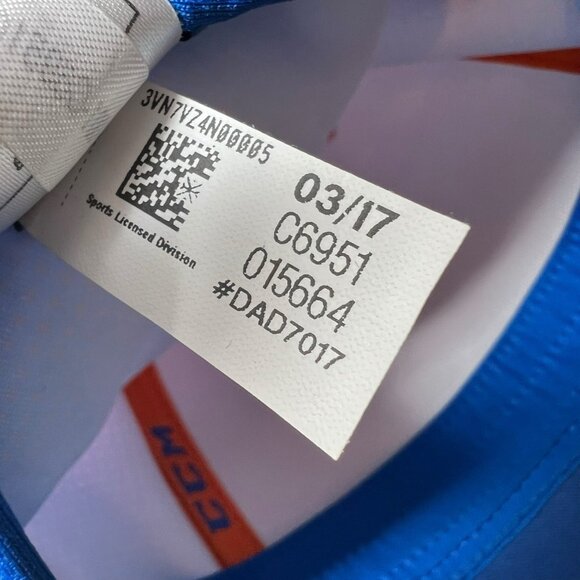 3VN7VZ4N00005
Sports Licensed Division
03/17
C6951
015664
#DAD7017
CCM